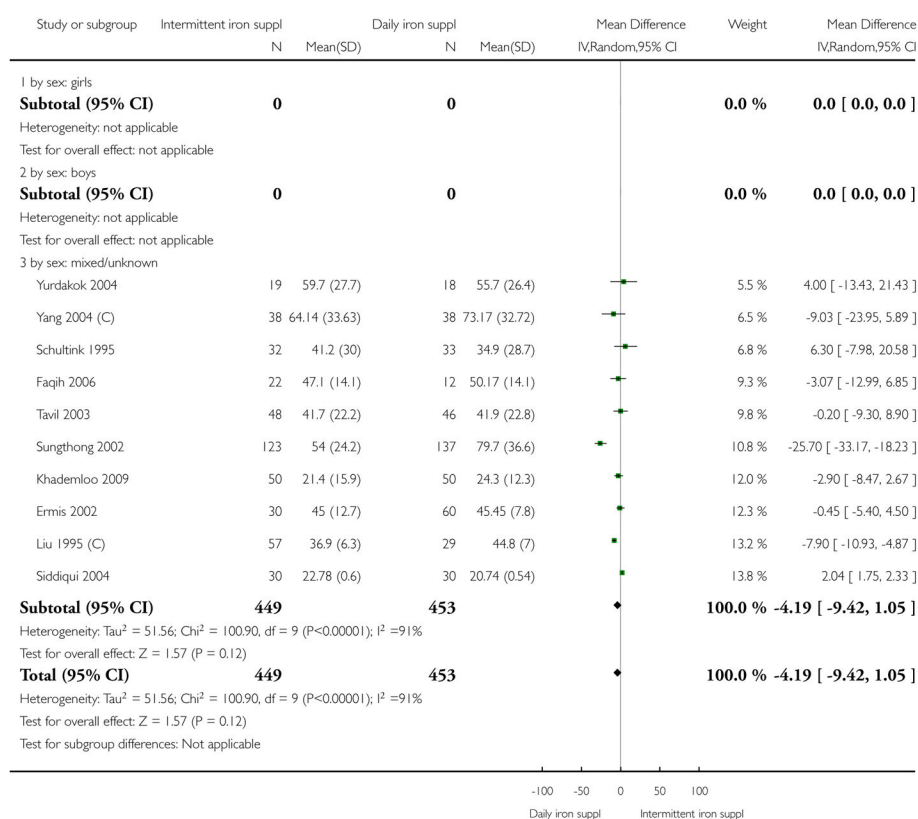 Study or subgroup Intermittent iron suppl Daily iron suppl Mean Difference Weight Mean Difference
N Mean(SD) N Mean(SD) IV,Random,95% CI IV,Random,95% CI
1 by sex: girls
Subtotal (95% CI) 0 0 0.0 % 0.0 [ 0.0, 0.0 ]
Heterogeneity: not applicable
Test for overall effect: not applicable
2 by sex: boys
Subtotal (95% CI) 0 0 0.0 % 0.0 [ 0.0, 0.0 ]
Heterogeneity: not applicable
Test for overall effect: not applicable
3 by sex: mixed/unknown
Yurdakok 2004 19 59.7 (27.7) 18 55.7 (26.4) 5.5 % 4.00 [ -13.43, 21.43 ]
Yang 2004 (C) 38 64.14 (33.63) 38 73.17 (32.72) 6.5 % -9.03 [ -23.95, 5.89 ]
Schultink 1995 32 41.2 (30) 33 34.9 (28.7) 6.8 % 6.30 [ -7.98, 20.58 ]
Faqih 2006 22 47.1 (14.1) 12 50.17 (14.1) 9.3 % -3.07 [ -12.99, 6.85 ]
Tavil 2003 48 41.7 (22.2) 46 41.9 (22.8) 9.8 % -0.20 [ -9.30, 8.90 ]
Sungthong 2002 123 54 (24.2) 137 79.7 (36.6) 10.8 % -25.70 [ -33.17, -18.23 ]
Khademloo 2009 50 21.4 (15.9) 50 24.3 (12.3) 12.0 % -2.90 [ -8.47, 2.67 ]
Ermis 2002 30 45 (12.7) 60 45.45 (7.8) 12.3 % -0.45 [ -5.40, 4.50 ]
Liu 1995 (C) 57 36.9 (6.3) 29 44.8 (7) 13.2 % -7.90 [ -10.93, -4.87 ]
Siddiqui 2004 30 22.78 (0.6) 30 20.74 (0.54) 13.8 % 2.04 [ 1.75, 2.33 ]
Subtotal (95% CI) 449 453 100.0 % -4.19 [ -9.42, 1.05 ]
Heterogeneity: Tau² = 51.56; Chi² = 100.90, df = 9 (P<0.00001); I² =91%
Test for overall effect: Z = 1.57 (P = 0.12)
Total (95% CI) 449 453 100.0 % -4.19 [ -9.42, 1.05 ]
Heterogeneity: Tau² = 51.56; Chi² = 100.90, df = 9 (P<0.00001); I² =91%
Test for overall effect: Z = 1.57 (P = 0.12)
Test for subgroup differences: Not applicable
-100 -50 0 50 100
Daily iron suppl Intermittent iron suppl